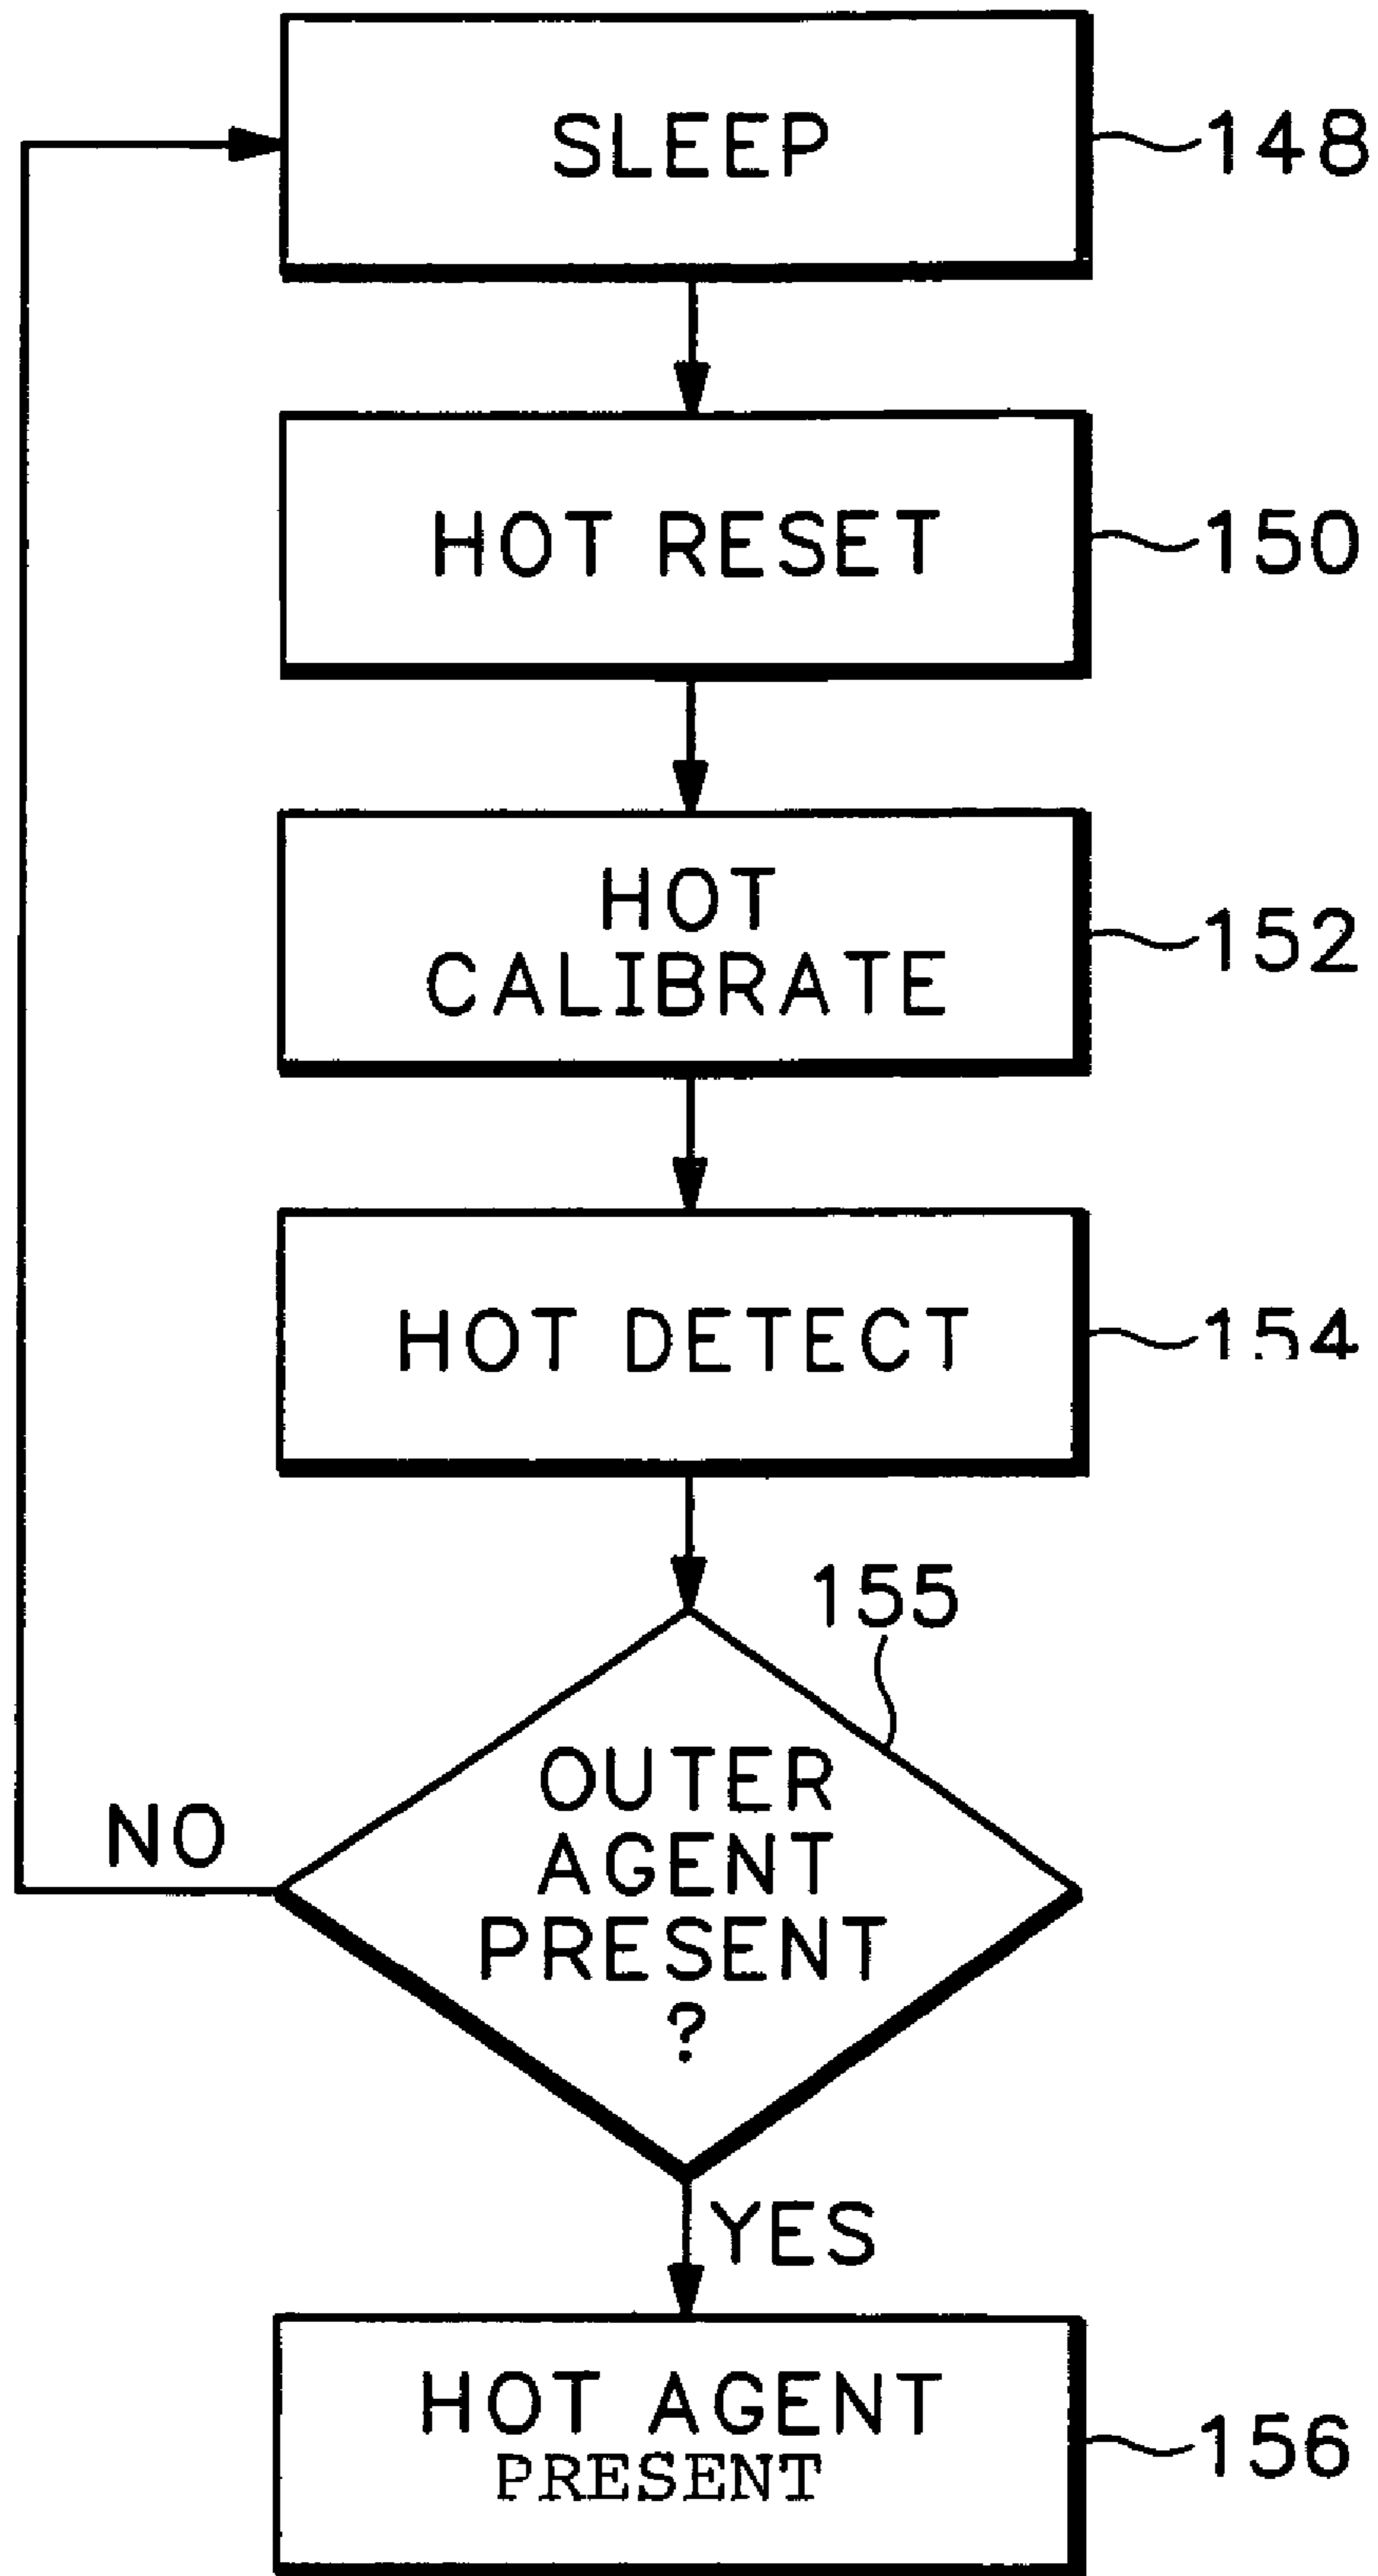 SLEEP
148
HOT RESET
150
HOT
CALIBRATE
152
HOT DETECT
154
155
OUTER
AGENT
PRESENT
?
NO
YES
HOT AGENT
PRESENT
156